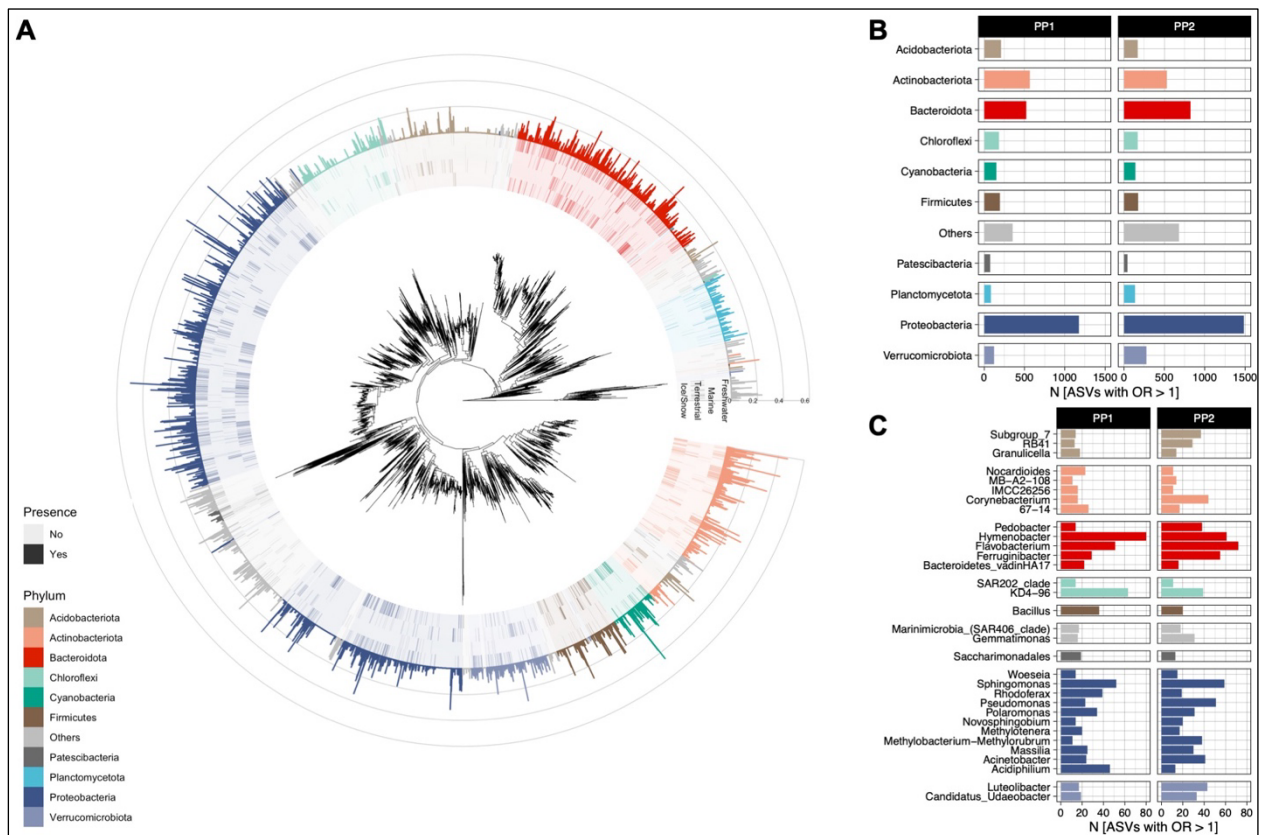 A
Freshwater
Marine
Terrestrial
Ice/Snow
0 0.2 0.4 0.6
Presence
No
Yes
Phylum
Acidobacteriota
Actinobacteriota
Bacteroidota
Chloroflexi
Cyanobacteria
Firmicutes
Others
Patescibacteria
Planctomycetota
Proteobacteria
Verrucomicrobiota
B
PP1 PP2
Acidobacteriota
Actinobacteriota
Bacteroidota
Chloroflexi
Cyanobacteria
Firmicutes
Others
Patescibacteria
Planctomycetota
Proteobacteria
Verrucomicrobiota
0 500 1000 1500 0 500 1000 1500
N [ASVs with OR > 1]
C
PP1 PP2
Subgroup_7
RB41
Granulicella
Nocardioides
MB-A2-108
IMCC26256
Corynebacterium
67-14
Pedobacter
Hymenobacter
Flavobacterium
Ferruginibacter
Bacteroidetes_vadinHA17
SAR202_clade
KD4-96
Bacillus
Marinimicrobia_(SAR406_clade)
Gemmatimonas
Saccharimonadales
Woeseia
Sphingomonas
Rhodoferax
Pseudomonas
Polaromonas
Novosphingobium
Methylotenera
Methylobacterium-Methylorubrum
Massilia
Acinetobacter
Acidiphilium
Luteolibacter
Candidatus_Udaeobacter
0 20 40 60 80 0 20 40 60 80
N [ASVs with OR > 1]